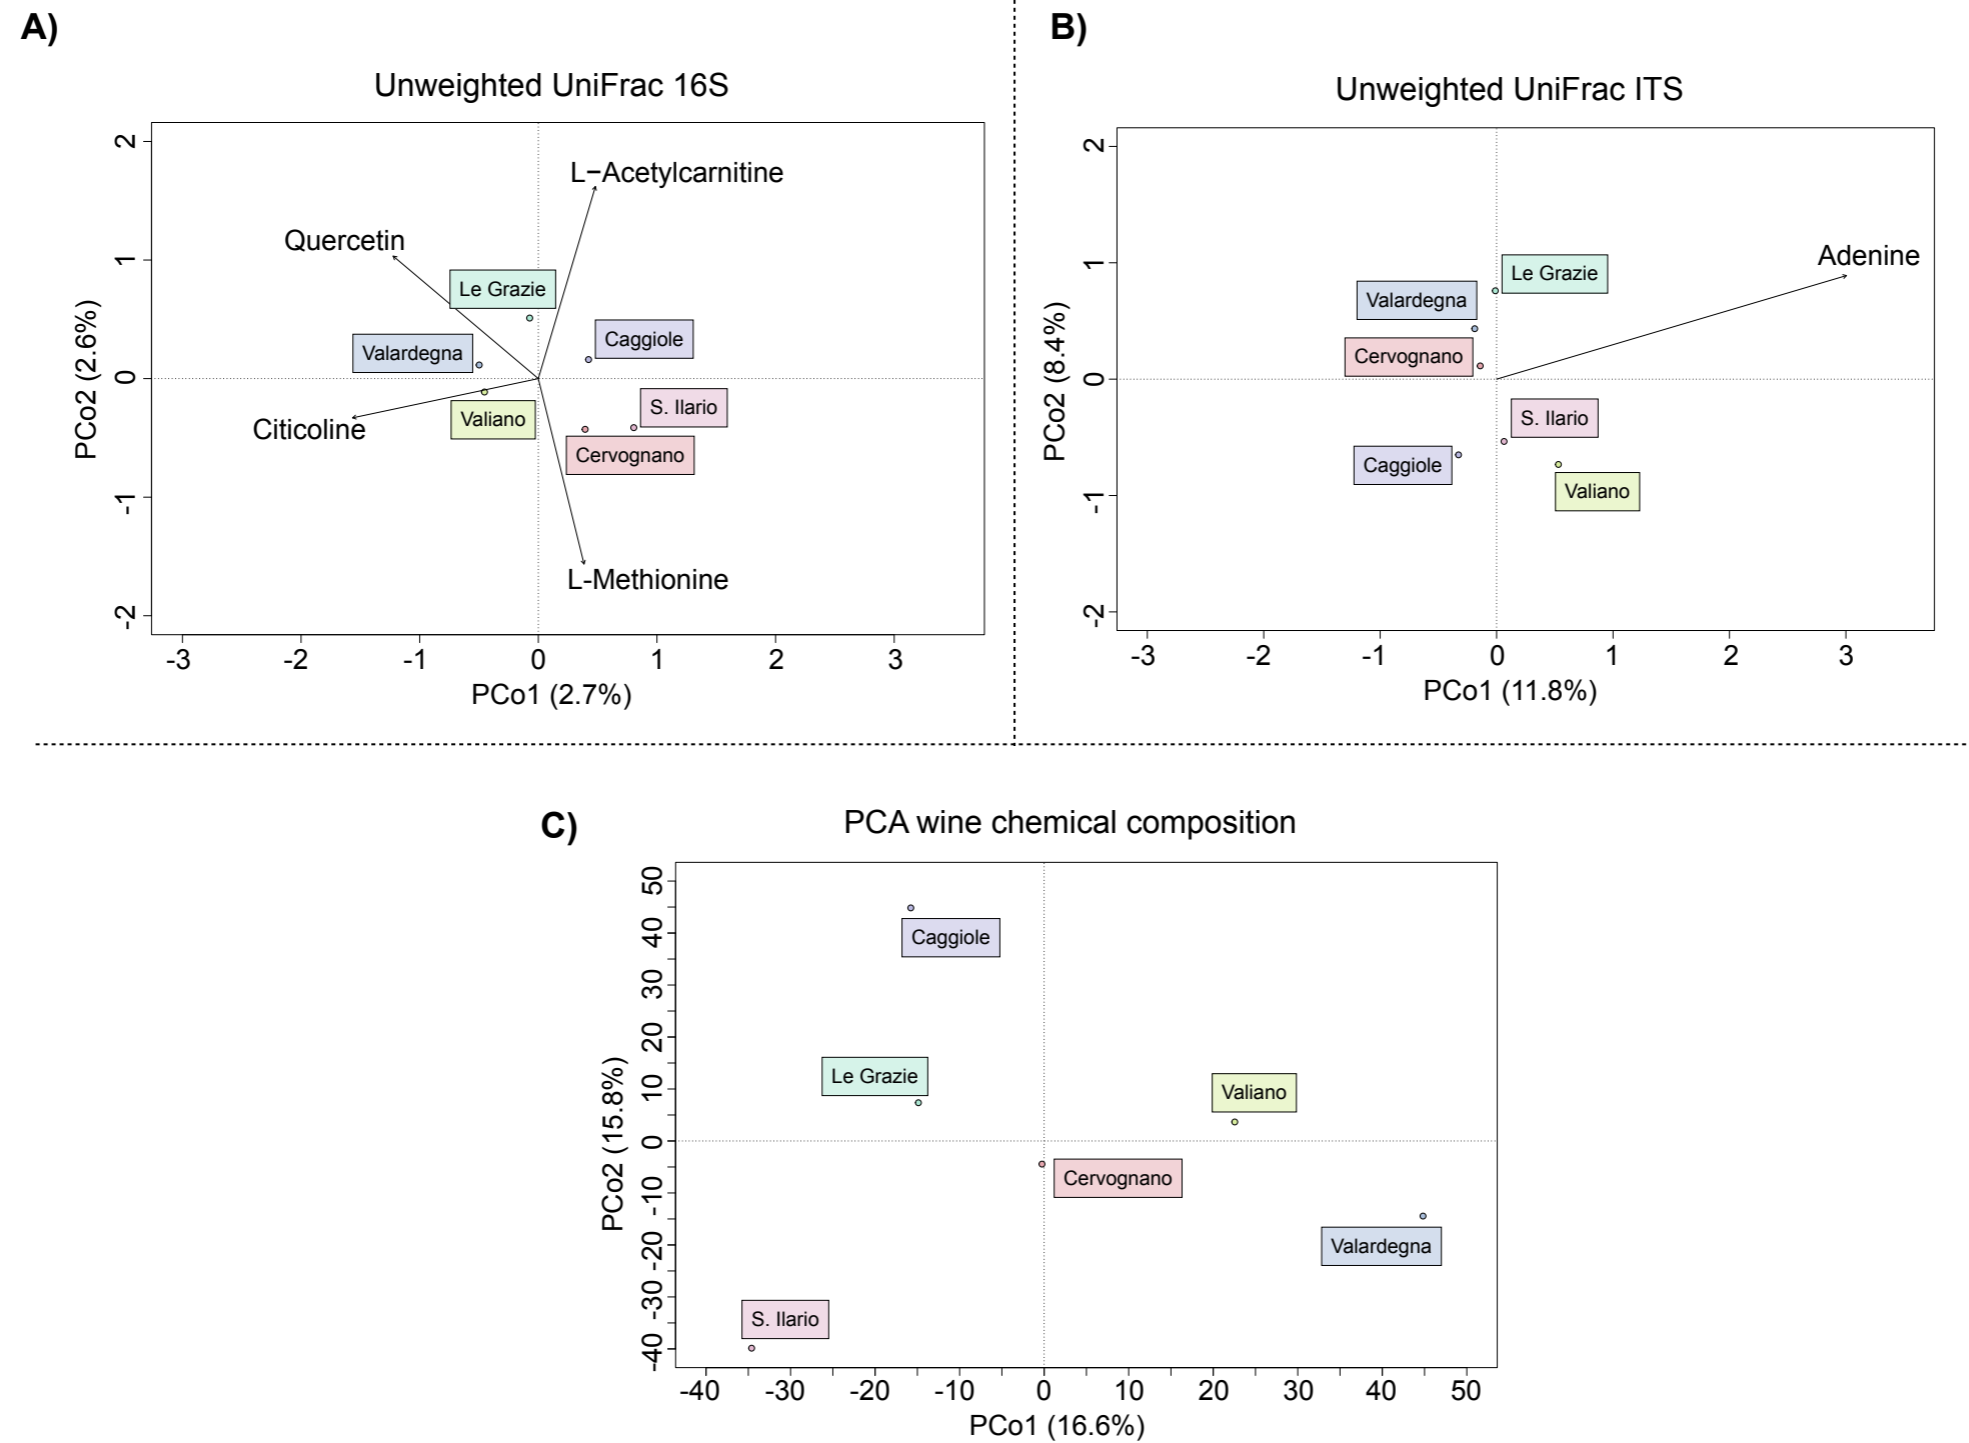 A)
Unweighted UniFrac 16S
2
1
0
-1
-2
PCo2 (2.6%)
L−Acetylcarnitine
Quercetin
Le Grazie
Caggiole
Valardegna
S. Ilario
Valiano
Citicoline
Cervognano
L-Methionine
-3 -2 -1 0 1 2 3
PCo1 (2.7%)
B)
Unweighted UniFrac ITS
2
1
0
-1
-2
PCo2 (8.4%)
Adenine
Le Grazie
Valardegna
Cervognano
S. Ilario
Caggiole
Valiano
-3 -2 -1 0 1 2 3
PCo1 (11.8%)
C)
PCA wine chemical composition
50
40
30
20
10
0
-10
-20
-30
-40
PCo2 (15.8%)
Caggiole
Le Grazie
Valiano
Cervognano
Valardegna
S. Ilario
-40 -30 -20 -10 0 10 20 30 40 50
PCo1 (16.6%)